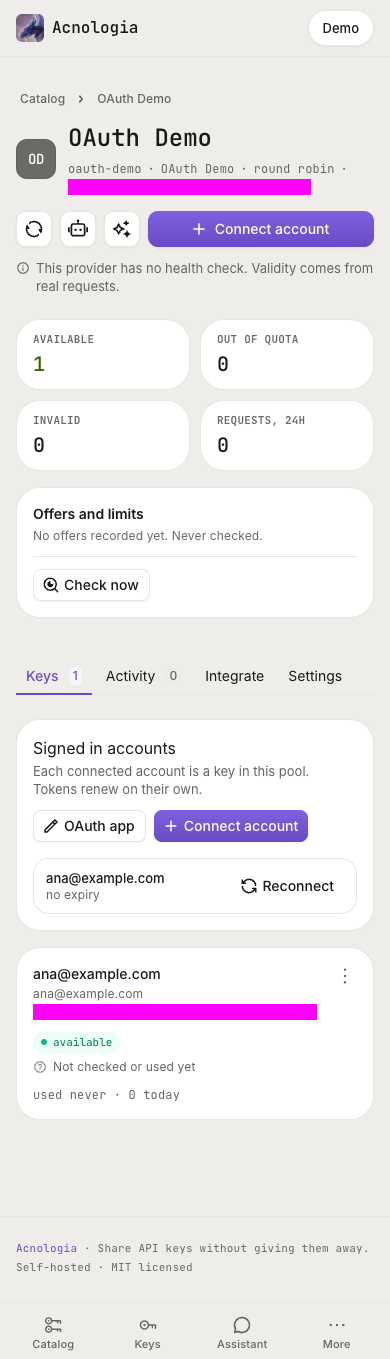 Acnologia
Demo
Catalog > OAuth Demo
OD
OAuth Demo
oauth-demo · OAuth Demo · round robin ·
Connect account
This provider has no health check. Validity comes from
real requests.
AVAILABLE
1
OUT OF QUOTA
0
INVALID
0
REQUESTS, 24H
0
Offers and limits
No offers recorded yet. Never checked.
Check now
Keys 1 Activity 0 Integrate Settings
Signed in accounts
Each connected account is a key in this pool.
Tokens renew on their own.
OAuth app
Connect account
ana@example.com
no expiry
Reconnect
ana@example.com
ana@example.com
available
Not checked or used yet
used never · 0 today
Acnologia · Share API keys without giving them away.
Self-hosted · MIT licensed
Catalog Keys Assistant More